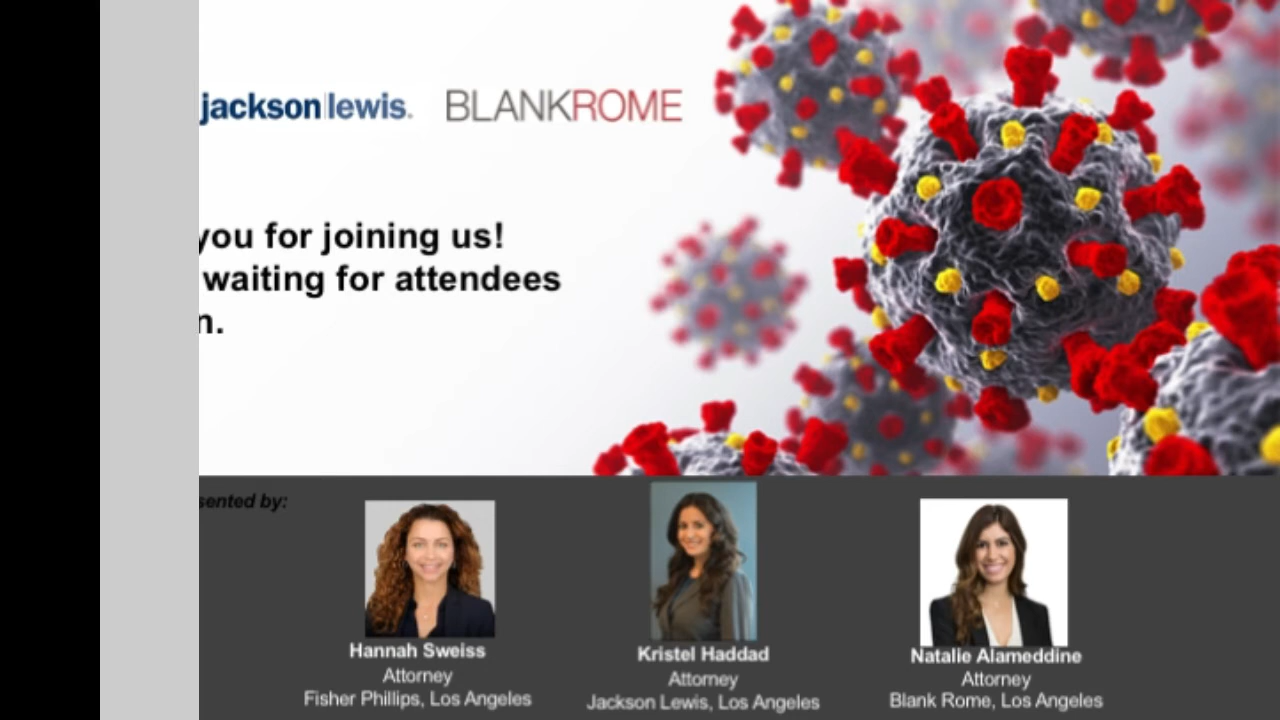 jackson lewis.
BLANKROME
you for joining us!
waiting for attendees
n.
sented by:
Hannah Sweiss
Attorney
Fisher Phillips, Los Angeles
Kristel Haddad
Attorney
Jackson Lewis, Los Angeles
Natalie Alameddine
Attorney
Blank Rome, Los Angeles